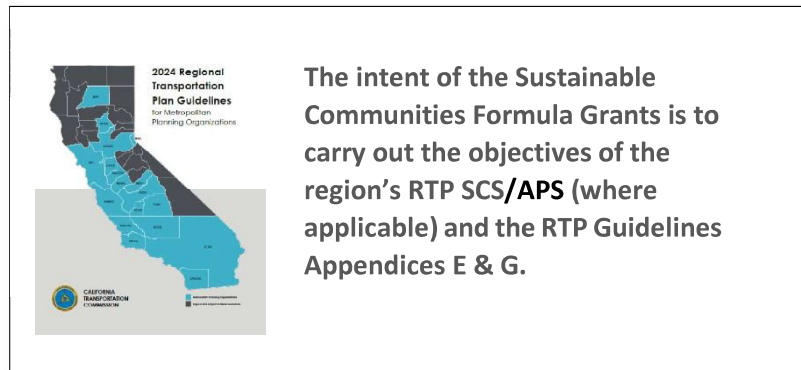 2024 Regional
Transportation
Plan Guidelines
for Metropolitan
Planning Organizations
CALIFORNIA
TRANSPORTATION
COMMISSION
The intent of the Sustainable
Communities Formula Grants is to
carry out the objectives of the
region’s RTP SCS/APS (where
applicable) and the RTP Guidelines
Appendices E & G.